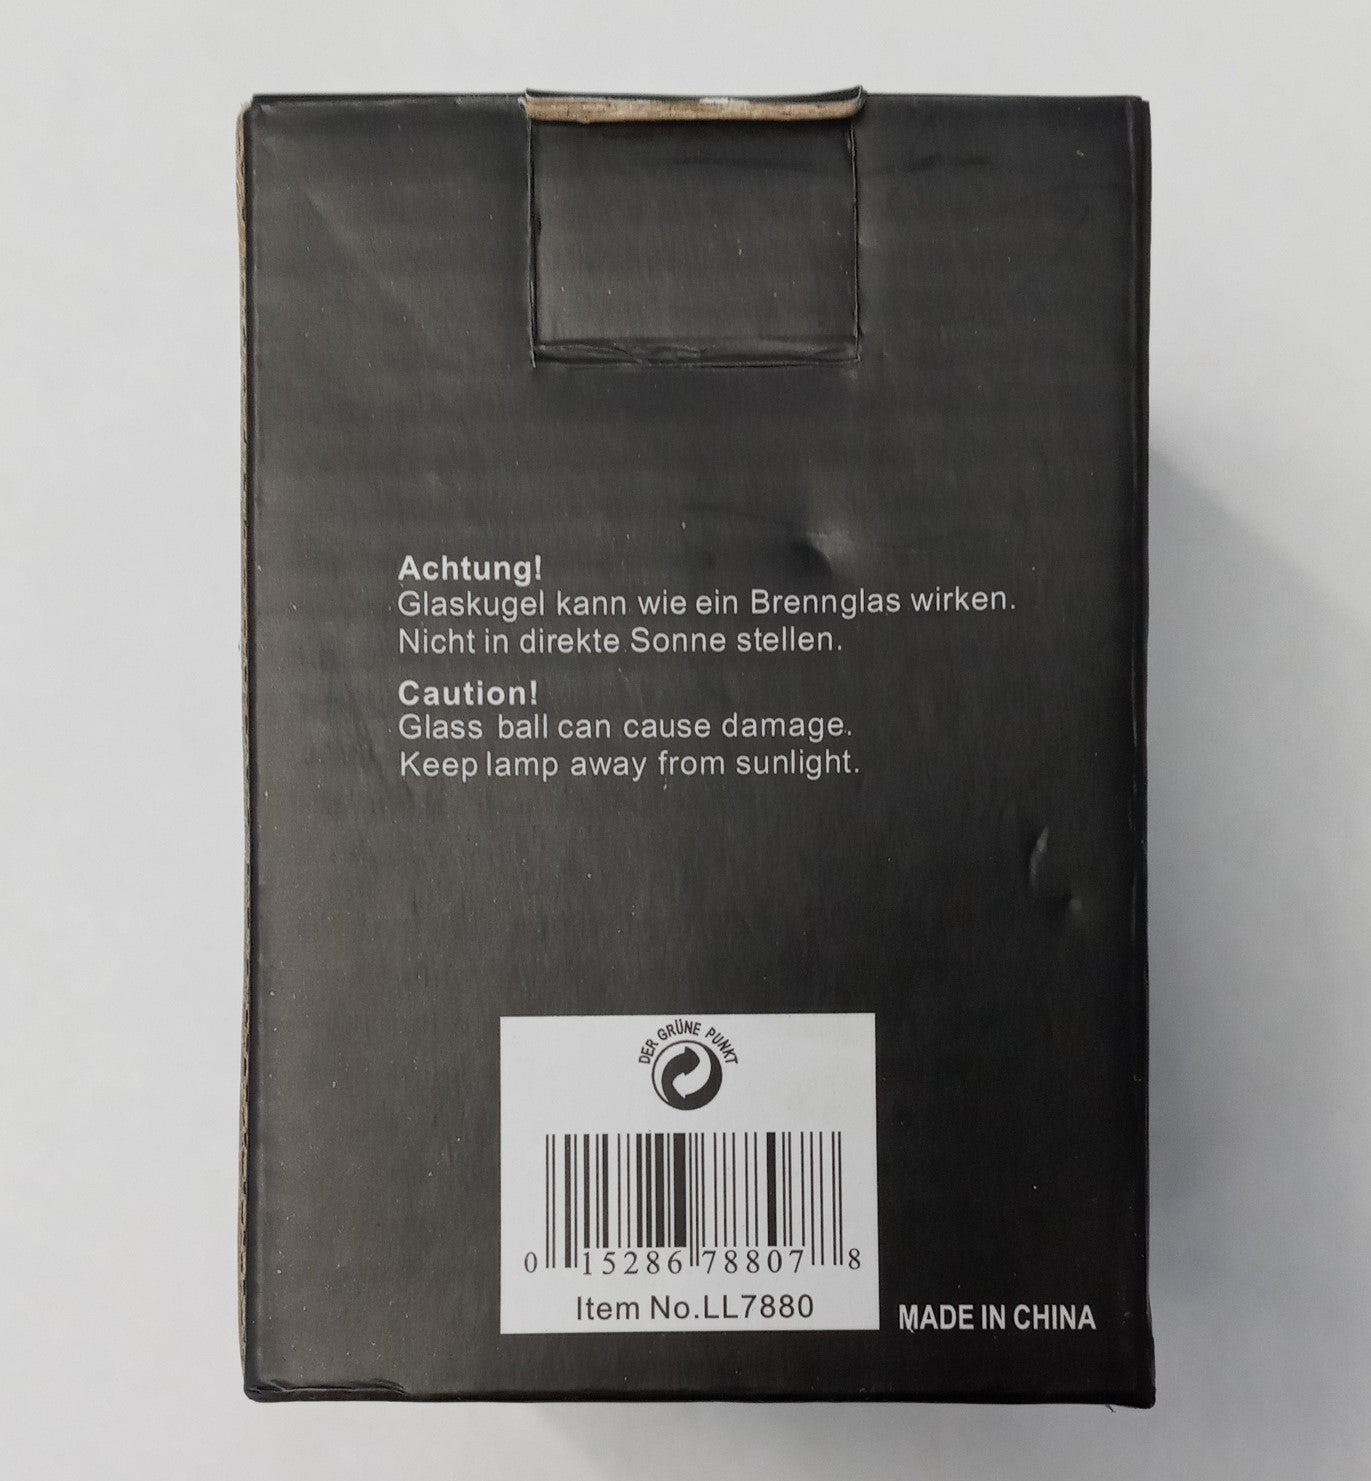 Achtung!
Glaskugel kann wie ein Brennglas wirken.
Nicht in direkte Sonne stellen.
Caution!
Glass ball can cause damage.
Keep lamp away from sunlight.
DER GRÜNE PUNKT
0 15286 78807 8
Item No.LL7880
MADE IN CHINA